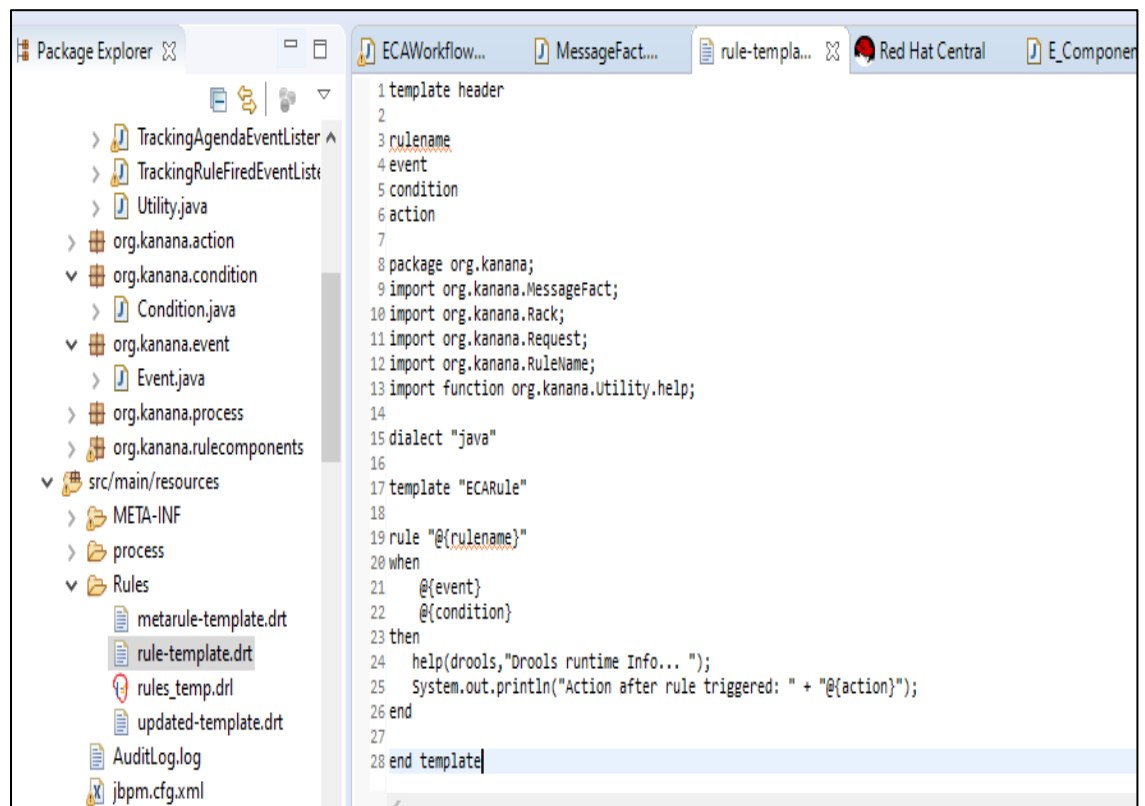 Package Explorer
TrackingAgendaEventListen
TrackingRuleFiredEventListe
Utility.java
org.kanana.action
org.kanana.condition
Condition.java
org.kanana.event
Event.java
org.kanana.process
org.kanana.rulecomponents
src/main/resources
META-INF
process
Rules
metarule-template.drt
rule-template.drt
rules_temp.drl
updated-template.drt
AuditLog.log
jbpm.cfg.xml
ECAWorkflow... MessageFact.... rule-templa... Red Hat Central E_Componen
1 template header
2
3 rulename
4 event
5 condition
6 action
7
8 package org.kanana;
9 import org.kanana.MessageFact;
10 import org.kanana.Rack;
11 import org.kanana.Request;
12 import org.kanana.RuleName;
13 import function org.kanana.Utility.help;
14
15 dialect "java"
16
17 template "ECARule"
18
19 rule "@{rulename}"
20 when
21 @{event}
22 @{condition}
23 then
24 help(drools,"Drools runtime Info... ");
25 System.out.println("Action after rule triggered: " + "@{action}");
26 end
27
28 end template